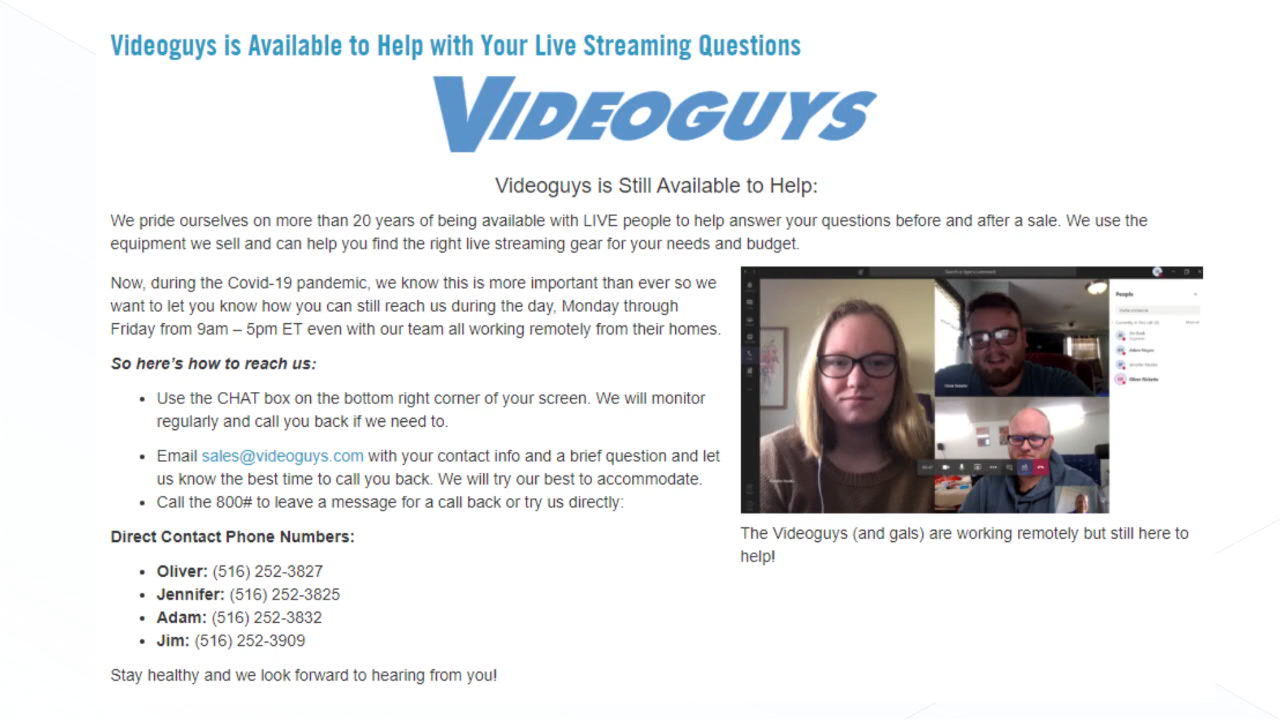 Videoguys is Available to Help with Your Live Streaming Questions
VIDEOGUYS
Videoguys is Still Available to Help:
We pride ourselves on more than 20 years of being available with LIVE people to help answer your questions before and after a sale. We use the
equipment we sell and can help you find the right live streaming gear for your needs and budget.
Now, during the Covid-19 pandemic, we know this is more important than ever so we
want to let you know how you can still reach us during the day, Monday through
Friday from 9am – 5pm ET even with our team all working remotely from their homes.
So here's how to reach us:
• Use the CHAT box on the bottom right corner of your screen. We will monitor
regularly and call you back if we need to.
• Email sales@videoguys.com with your contact info and a brief question and let
us know the best time to call you back. We will try our best to accommodate.
• Call the 800# to leave a message for a call back or try us directly:
Direct Contact Phone Numbers:
• Oliver: (516) 252-3827
• Jennifer: (516) 252-3825
• Adam: (516) 252-3832
• Jim: (516) 252-3909
Stay healthy and we look forward to hearing from you!
People
The Videoguys (and gals) are working remotely but still here to
help!